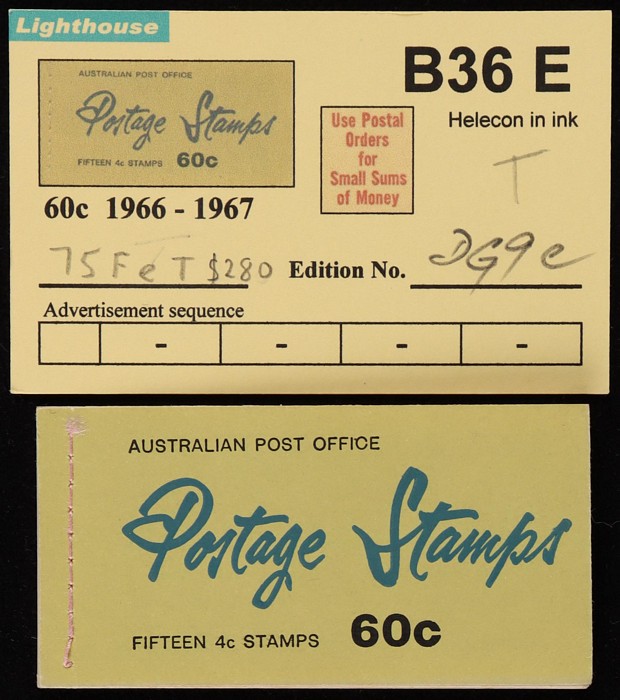 Lighthouse
B36 E
Helecon in ink
AUSTRALIAN POST OFFICE
Postage Stamps
FIFTEEN 4c STAMPS 60c
Use Postal
Orders
for
Small Sums
of Money
T
60c 1966 - 1967
75 F e T $280 Edition No. DG9c
Advertisement sequence
- - - -
AUSTRALIAN POST OFFICE
Postage Stamps
FIFTEEN 4c STAMPS 60c